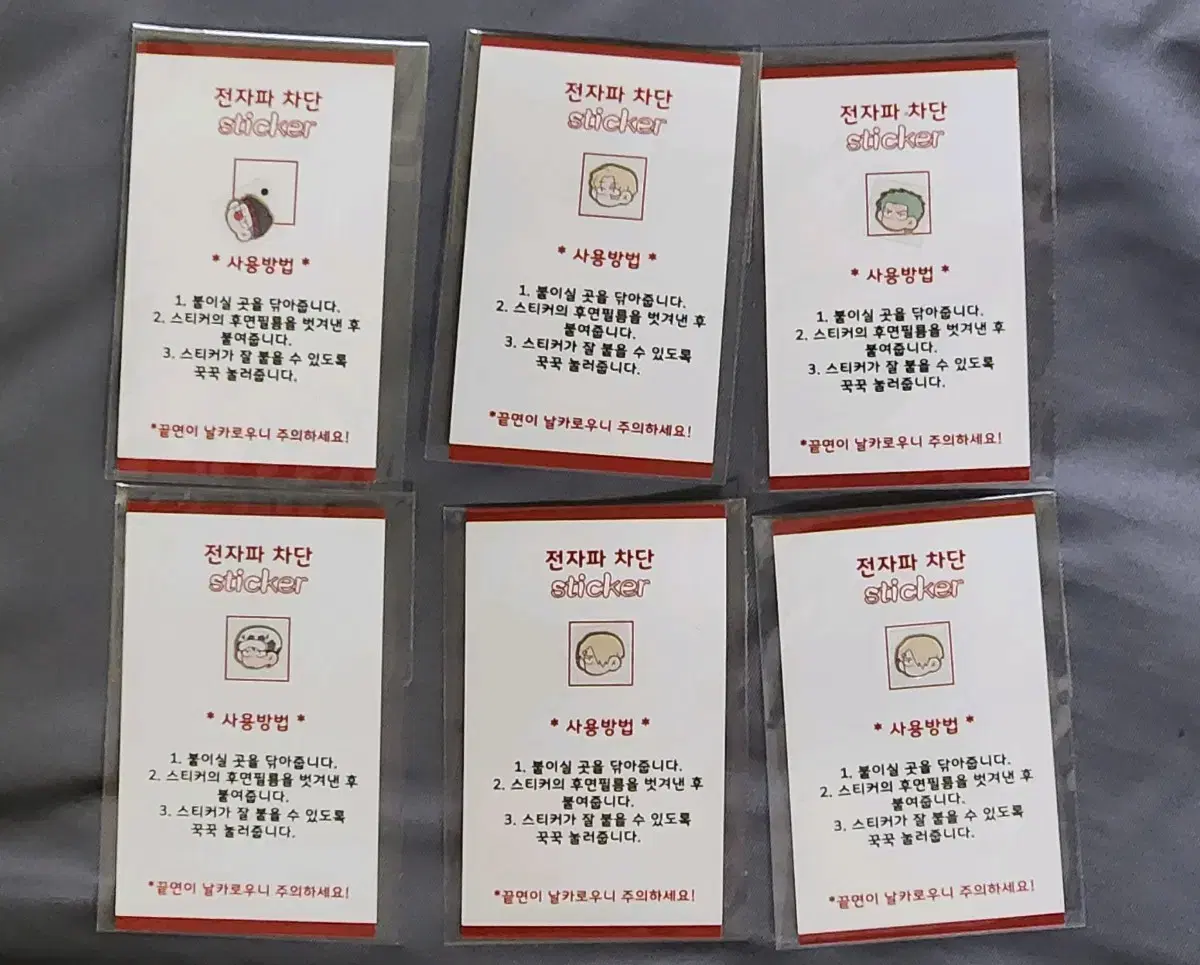 전자파 차단
sticker
* 사용방법 *
1. 붙이실 곳을 닦아줍니다.
2. 스티커의 후면필름을 벗겨낸 후
붙여줍니다.
3. 스티커가 잘 붙을 수 있도록
꾹꾹 눌러줍니다.
*끝면이 날카로우니 주의하세요!
전자파 차단
sticker
* 사용방법 *
1. 붙이실 곳을 닦아줍니다.
2. 스티커의 후면필름을 벗겨낸 후
붙여줍니다.
3. 스티커가 잘 붙을 수 있도록
꾹꾹 눌러줍니다.
*끝면이 날카로우니 주의하세요!
전자파 차단
sticker
* 사용방법 *
1. 붙이실 곳을 닦아줍니다.
2. 스티커의 후면필름을 벗겨낸 후
붙여줍니다.
3. 스티커가 잘 붙을 수 있도록
꾹꾹 눌러줍니다.
*끝면이 날카로우니 주의하세요!
전자파 차단
sticker
* 사용방법 *
1. 붙이실 곳을 닦아줍니다.
2. 스티커의 후면필름을 벗겨낸 후
붙여줍니다.
3. 스티커가 잘 붙을 수 있도록
꾹꾹 눌러줍니다.
*끝면이 날카로우니 주의하세요!
전자파 차단
sticker
* 사용방법 *
1. 붙이실 곳을 닦아줍니다.
2. 스티커의 후면필름을 벗겨낸 후
붙여줍니다.
3. 스티커가 잘 붙을 수 있도록
꾹꾹 눌러줍니다.
*끝면이 날카로우니 주의하세요!
전자파 차단
sticker
* 사용방법 *
1. 붙이실 곳을 닦아줍니다.
2. 스티커의 후면필름을 벗겨낸 후
붙여줍니다.
3. 스티커가 잘 붙을 수 있도록
꾹꾹 눌러줍니다.
*끝면이 날카로우니 주의하세요!